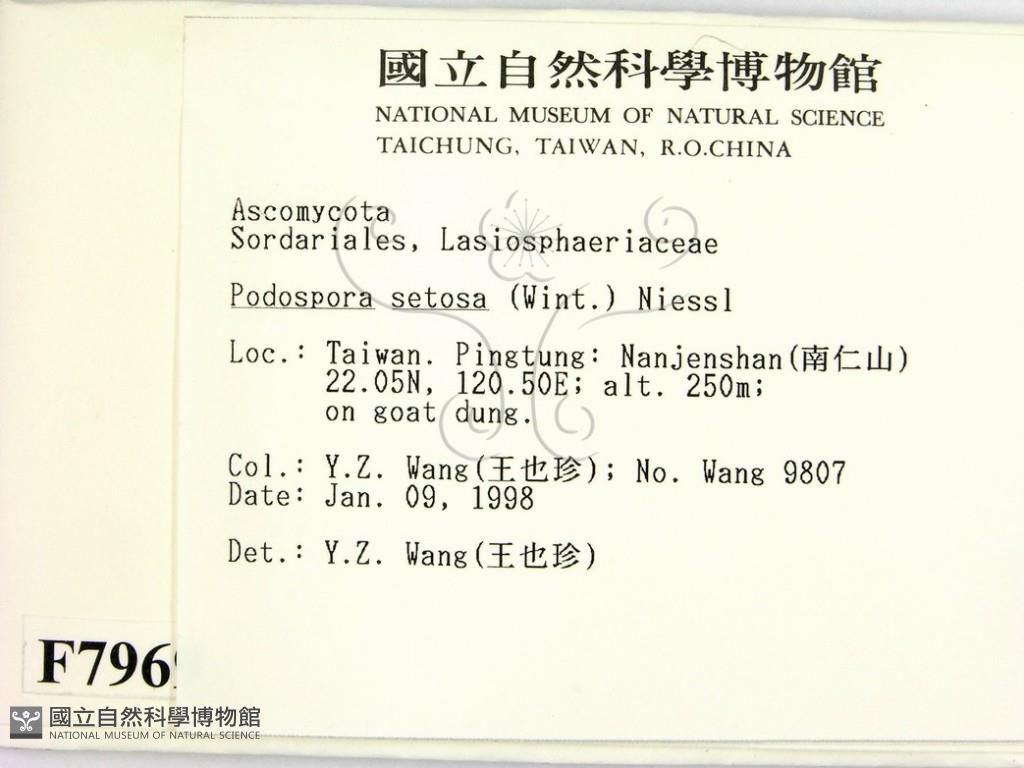 國立自然科學博物館
NATIONAL MUSEUM OF NATURAL SCIENCE
TAICHUNG, TAIWAN, R.O.CHINA
Ascomycota
Sordariales, Lasiosphaeriaceae
Podospora setosa (Wint.) Niessl
Loc.: Taiwan. Pingtung: Nanjenshan(南仁山)
22.05N, 120.50E; alt. 250m;
on goat dung.
Col.: Y.Z. Wang(王也珍); No. Wang 9807
Date: Jan. 09, 1998
Det.: Y.Z. Wang(王也珍)
F796
國立自然科學博物館
NATIONAL MUSEUM OF NATURAL SCIENCE